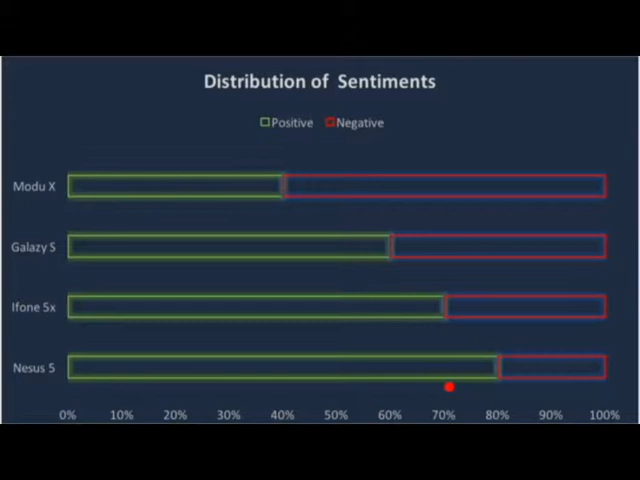 Distribution of Sentiments
Positive Negative
Modu X
Galazy S
Ifone 5x
Nesus 5
0% 10% 20% 30% 40% 50% 60% 70% 80% 90% 100%